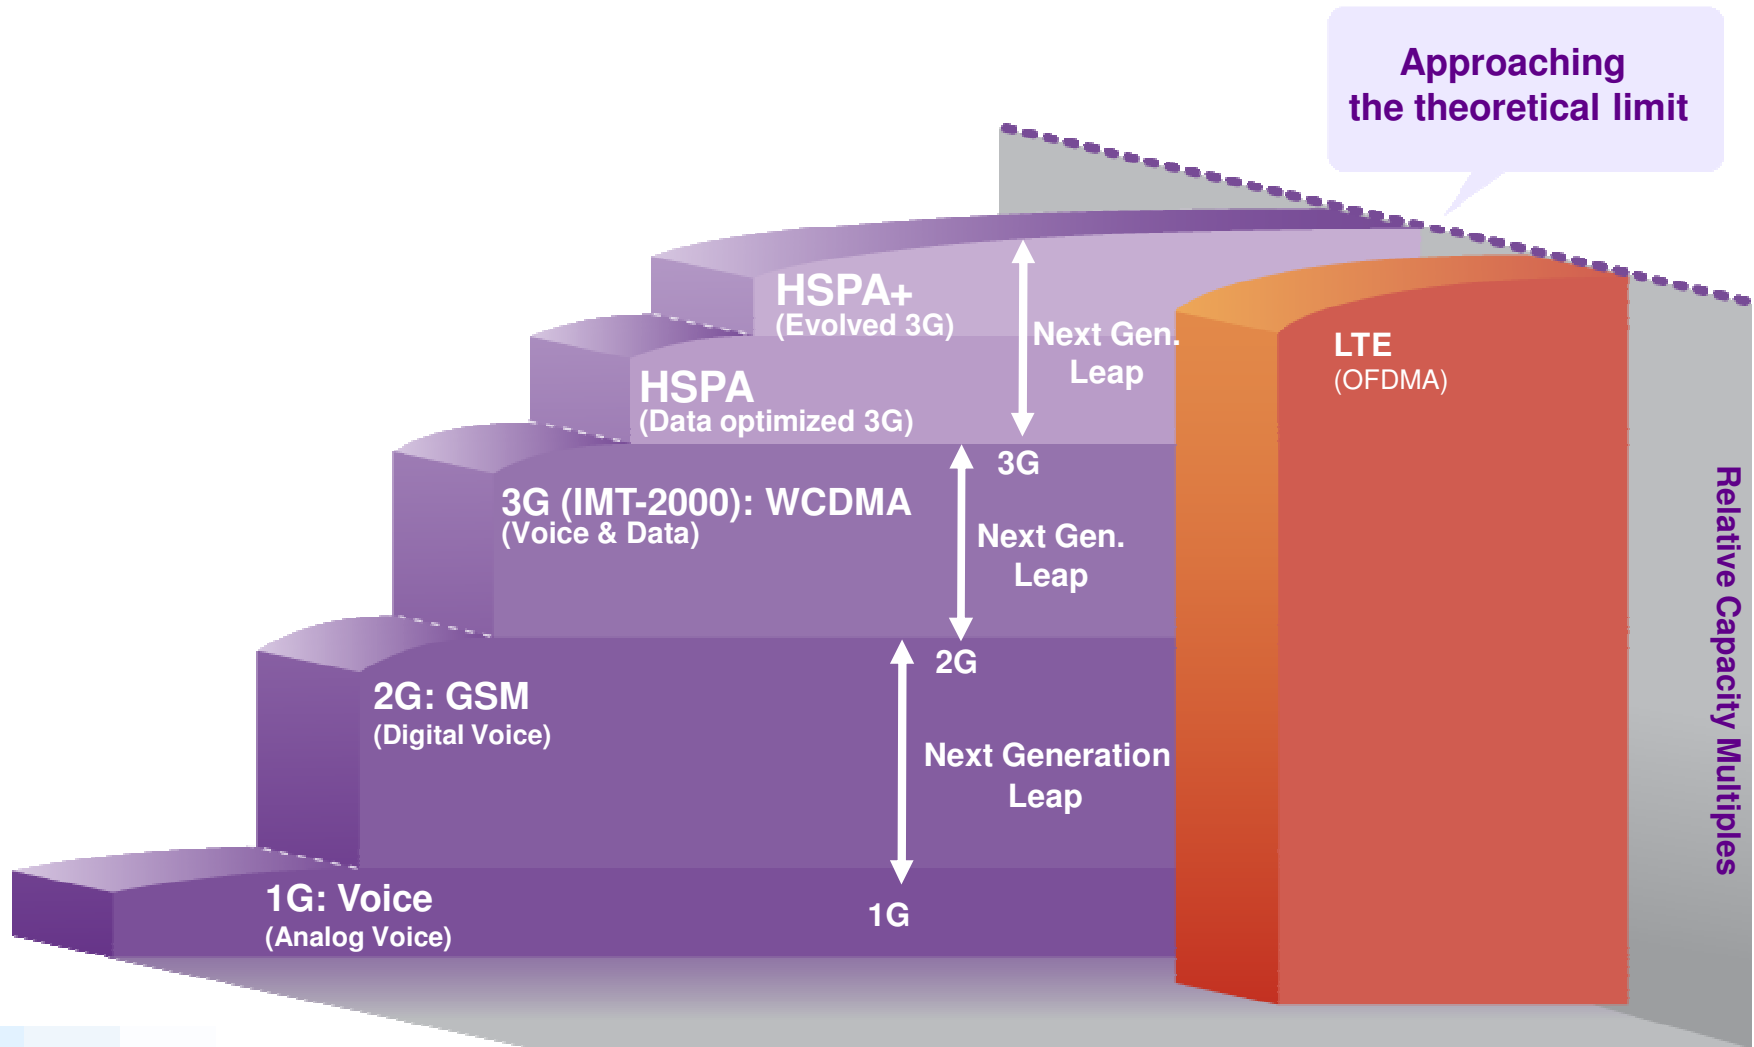 Approaching
the theoretical limit
HSPA+
(Evolved 3G)
Next Gen.
Leap
LTE
(OFDMA)
HSPA
(Data optimized 3G)
3G
3G (IMT-2000): WCDMA
(Voice & Data)
Next Gen.
Leap
2G
2G: GSM
(Digital Voice)
Next Generation
Leap
1G: Voice
(Analog Voice)
1G
Relative Capacity Multiples